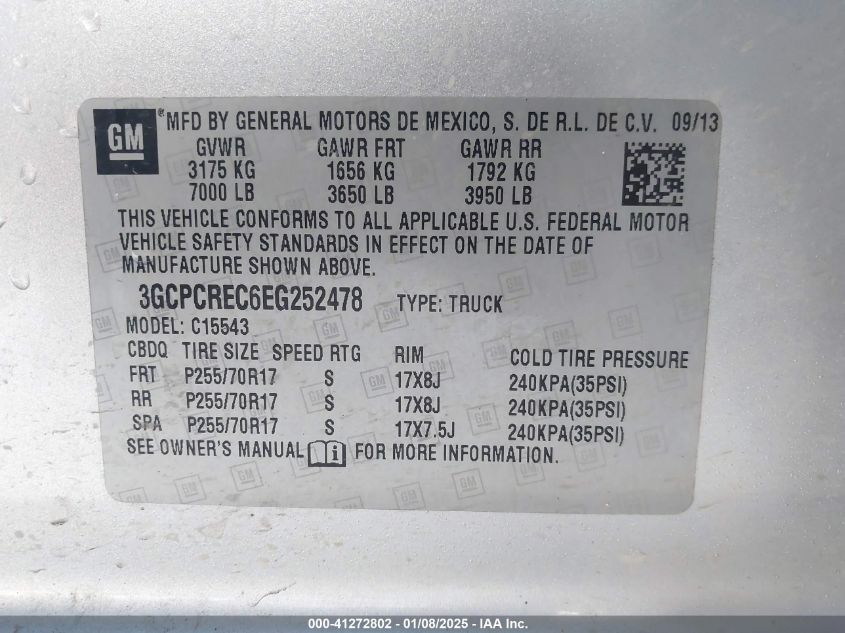 GM ® MFD BY GENERAL MOTORS DE MEXICO, S. DE R.L. DE C.V. 09/13
GVWR GAWR FRT GAWR RR
3175 KG 1656 KG 1792 KG
7000 LB 3650 LB 3950 LB
THIS VEHICLE CONFORMS TO ALL APPLICABLE U.S. FEDERAL MOTOR
VEHICLE SAFETY STANDARDS IN EFFECT ON THE DATE OF
MANUFACTURE SHOWN ABOVE.
3GCPCREC6EG252478 TYPE: TRUCK
MODEL: C15543
CBDQ TIRE SIZE SPEED RTG RIM COLD TIRE PRESSURE
FRT P255/70R17 S 17X8J 240KPA(35PSI)
RR P255/70R17 S 17X8J 240KPA(35PSI)
SPA P255/70R17 S 17X7.5J 240KPA(35PSI)
SEE OWNER'S MANUAL i FOR MORE INFORMATION.
000-41272802 - 01/08/2025 - IAA Inc.